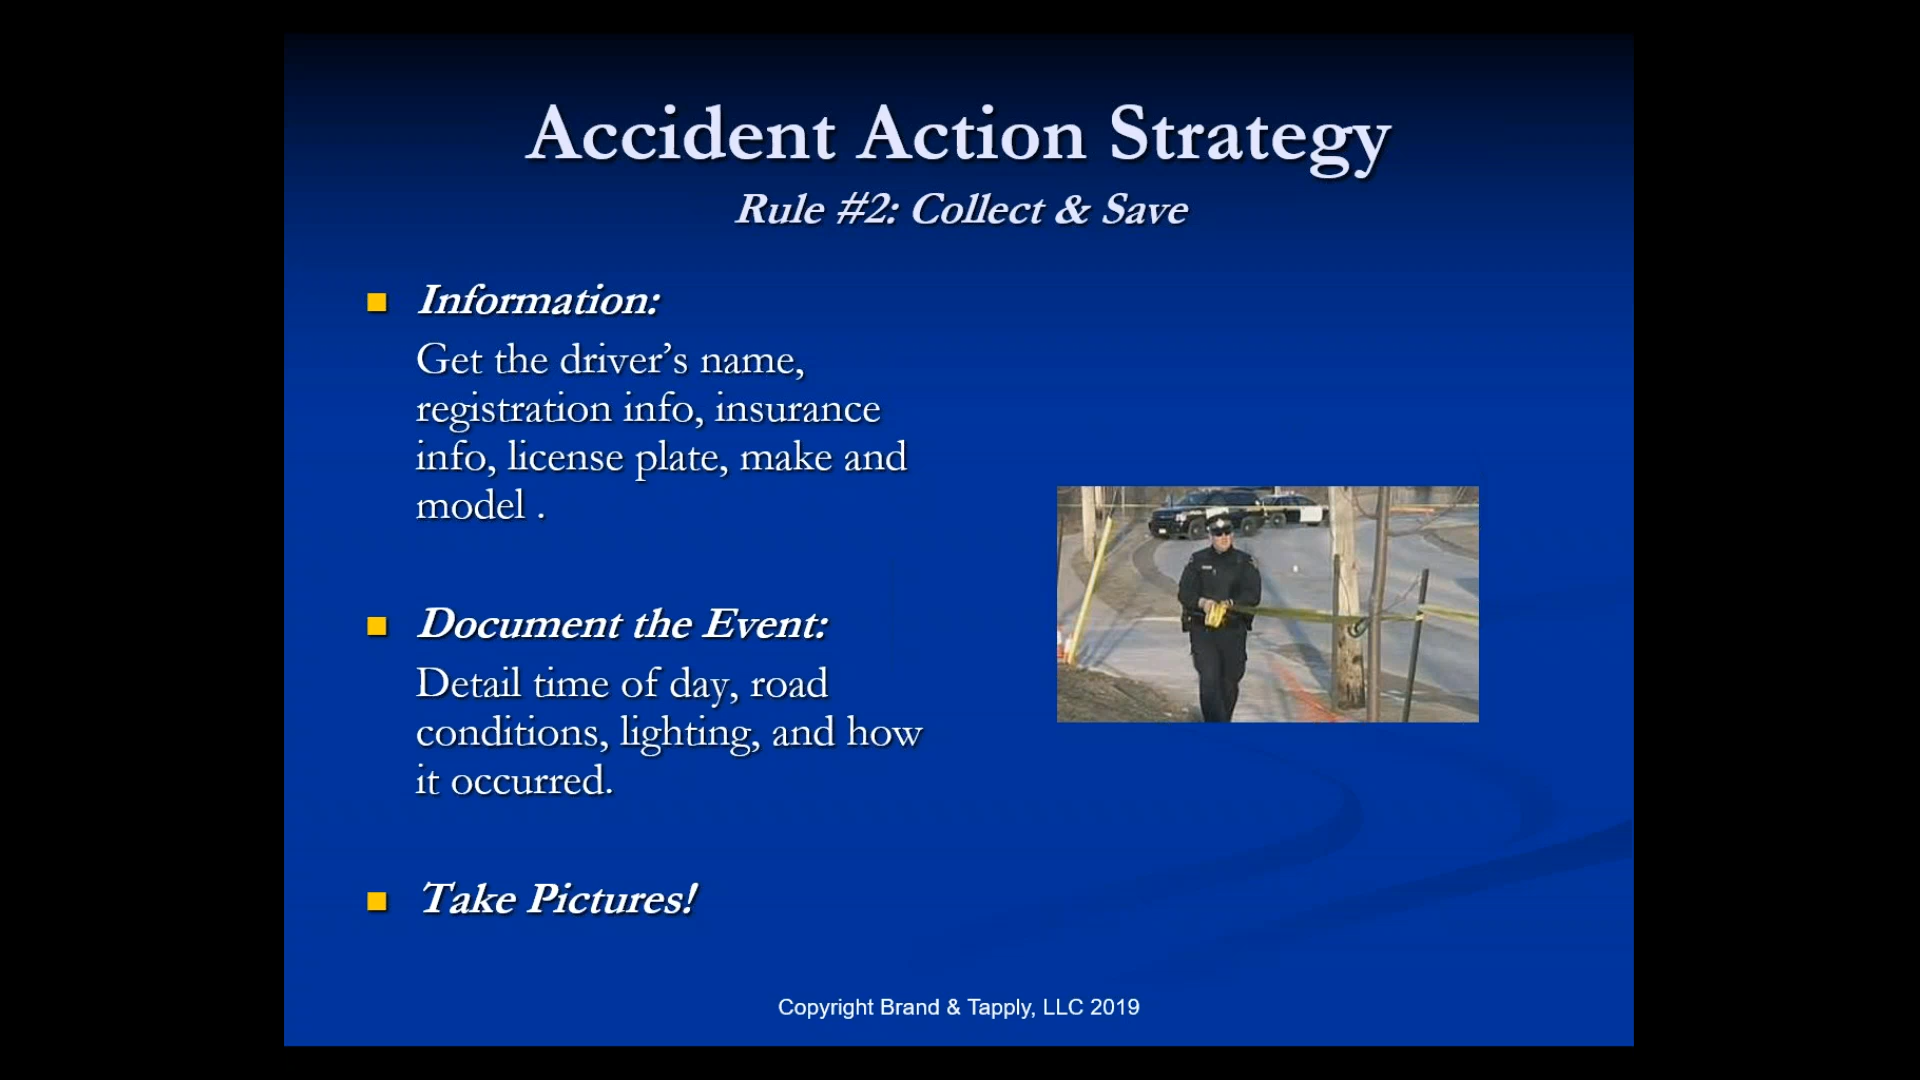 Accident Action Strategy
Rule #2: Collect & Save
Information:
Get the driver’s name,
registration info, insurance
info, license plate, make and
model .
Document the Event:
Detail time of day, road
conditions, lighting, and how
it occurred.
Take Pictures!
Copyright Brand & Tapply, LLC 2019